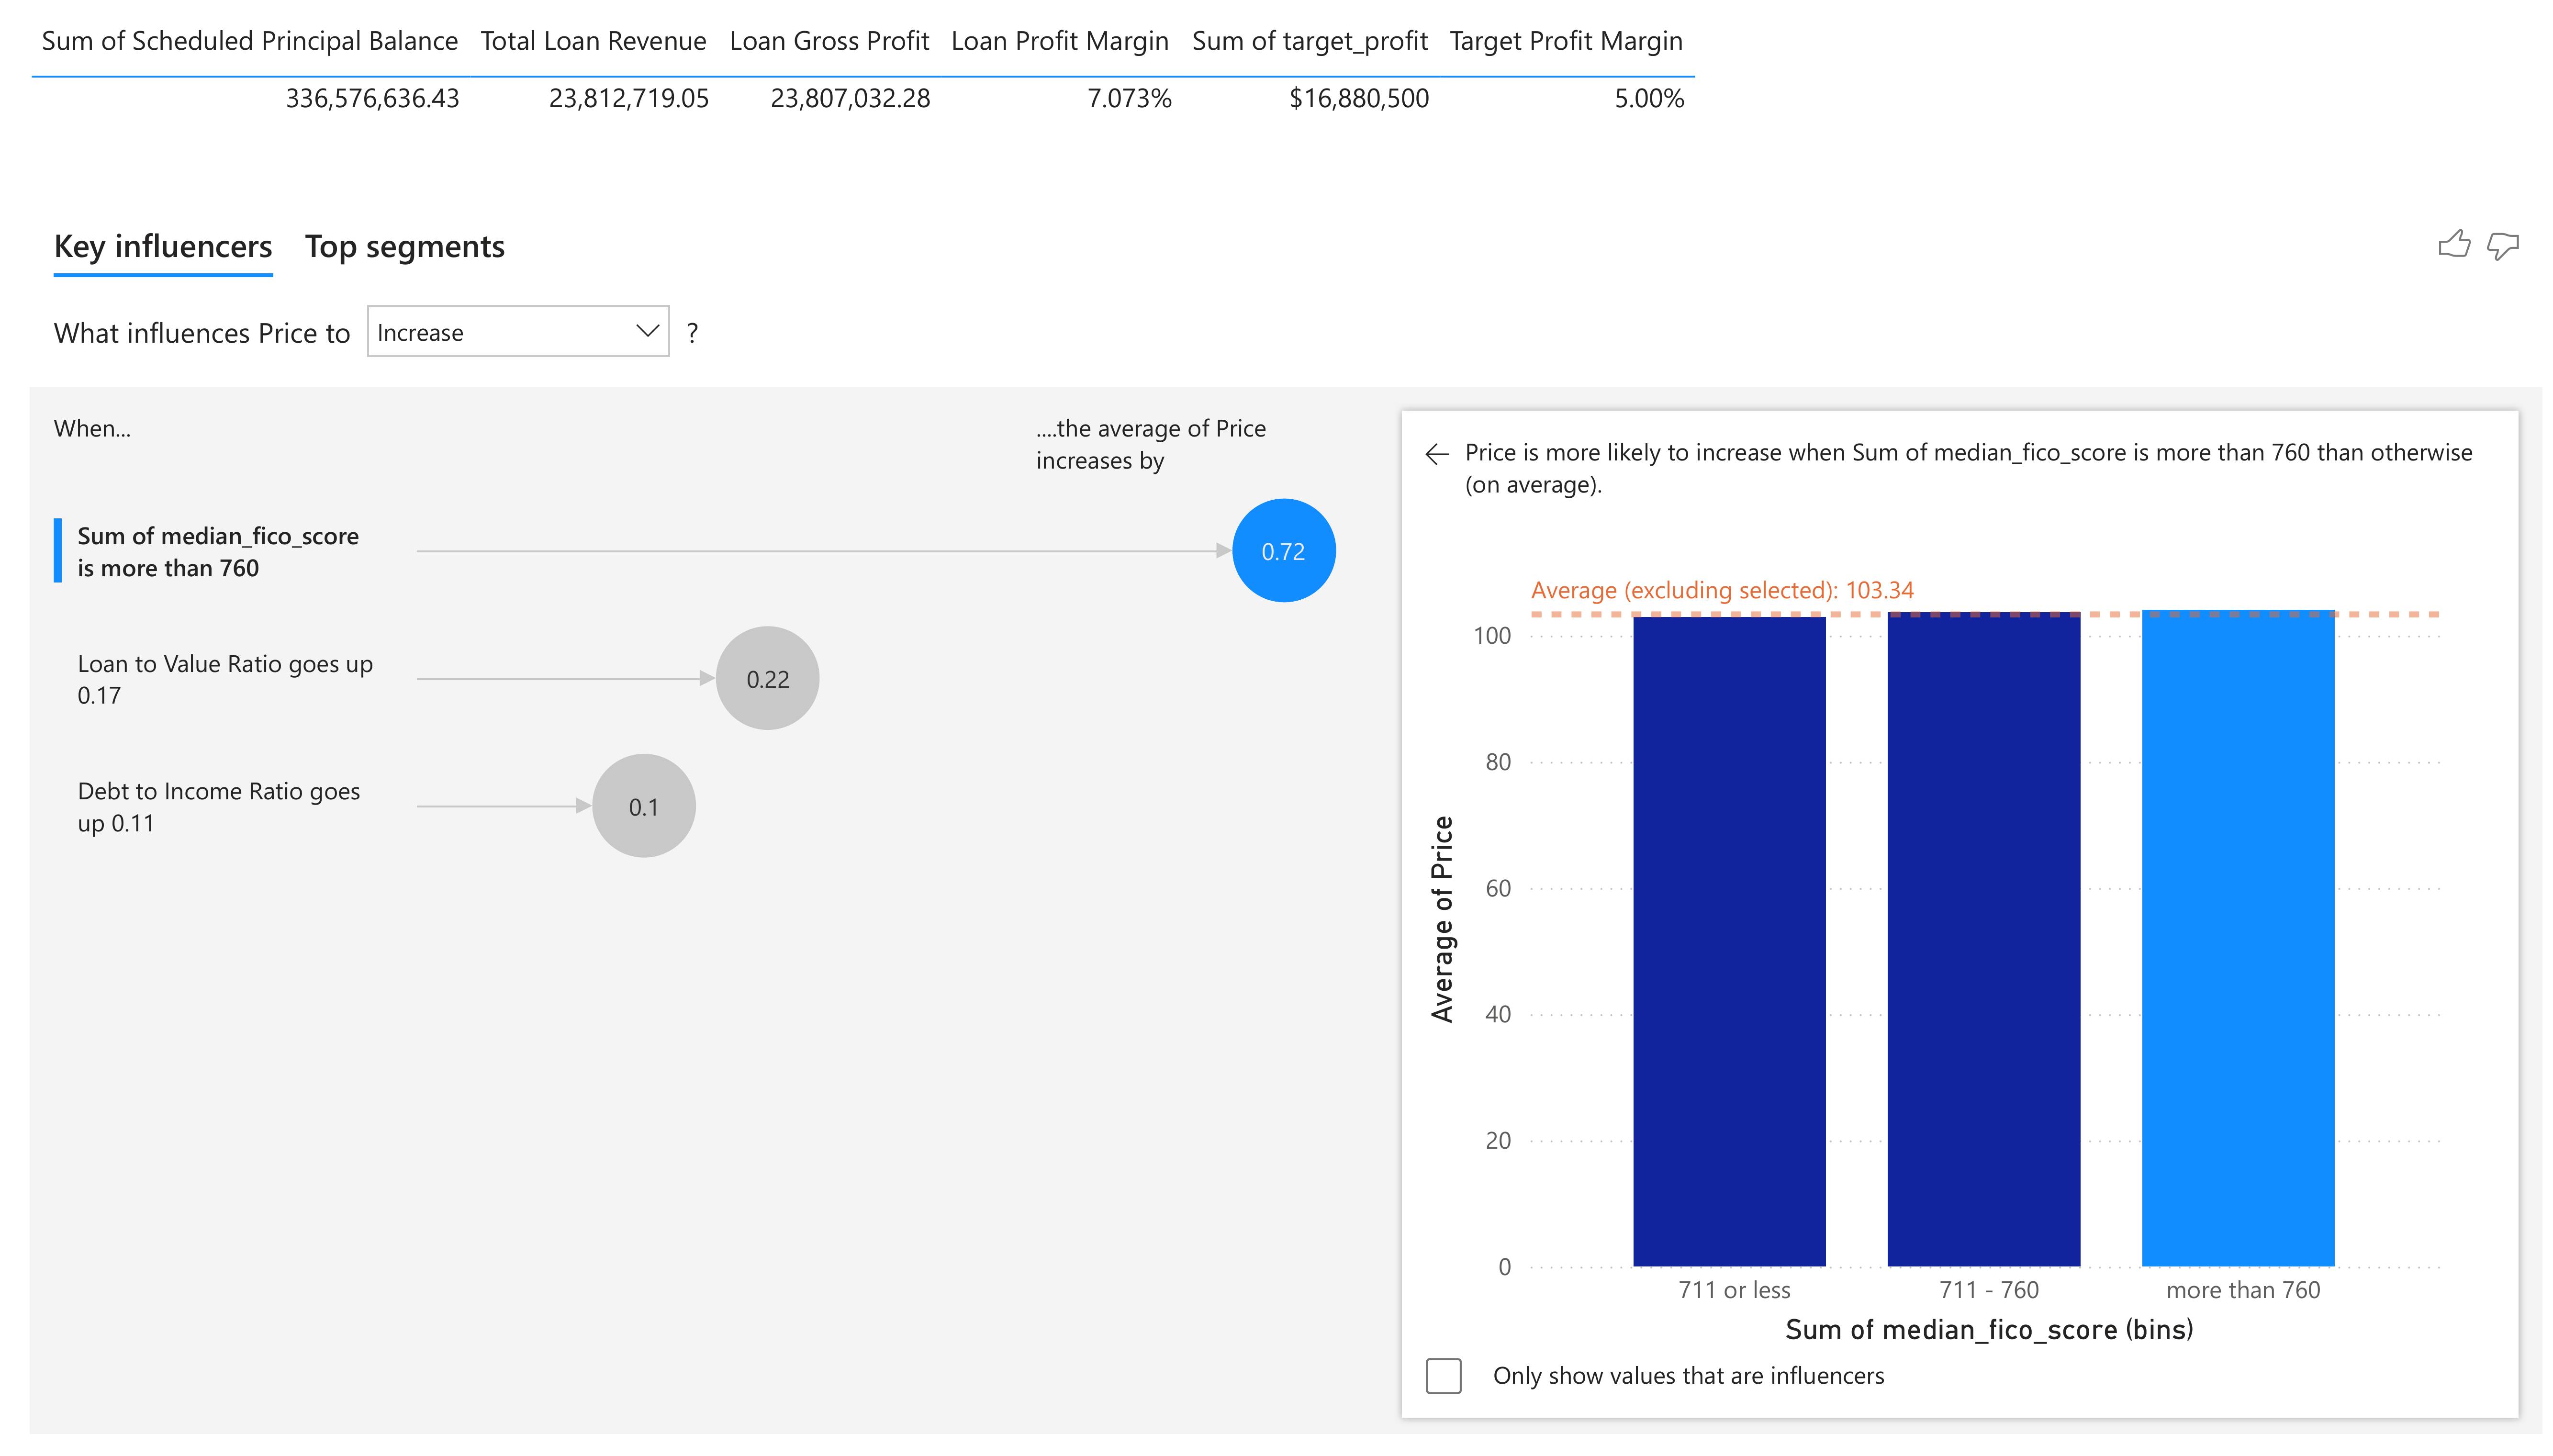 Sum of Scheduled Principal Balance Total Loan Revenue Loan Gross Profit Loan Profit Margin Sum of target_profit Target Profit Margin
336,576,636.43 23,812,719.05 23,807,032.28 7.073% $16,880,500 5.00%
Key influencers Top segments
What influences Price to Increase ?
When...
....the average of Price
increases by
Sum of median_fico_score
is more than 760
0.72
Loan to Value Ratio goes up
0.17
0.22
Debt to Income Ratio goes
up 0.11
0.1
Price is more likely to increase when Sum of median_fico_score is more than 760 than otherwise
(on average).
Average (excluding selected): 103.34
100
80
60
40
20
0
Average of Price
711 or less 711 - 760 more than 760
Sum of median_fico_score (bins)
Only show values that are influencers